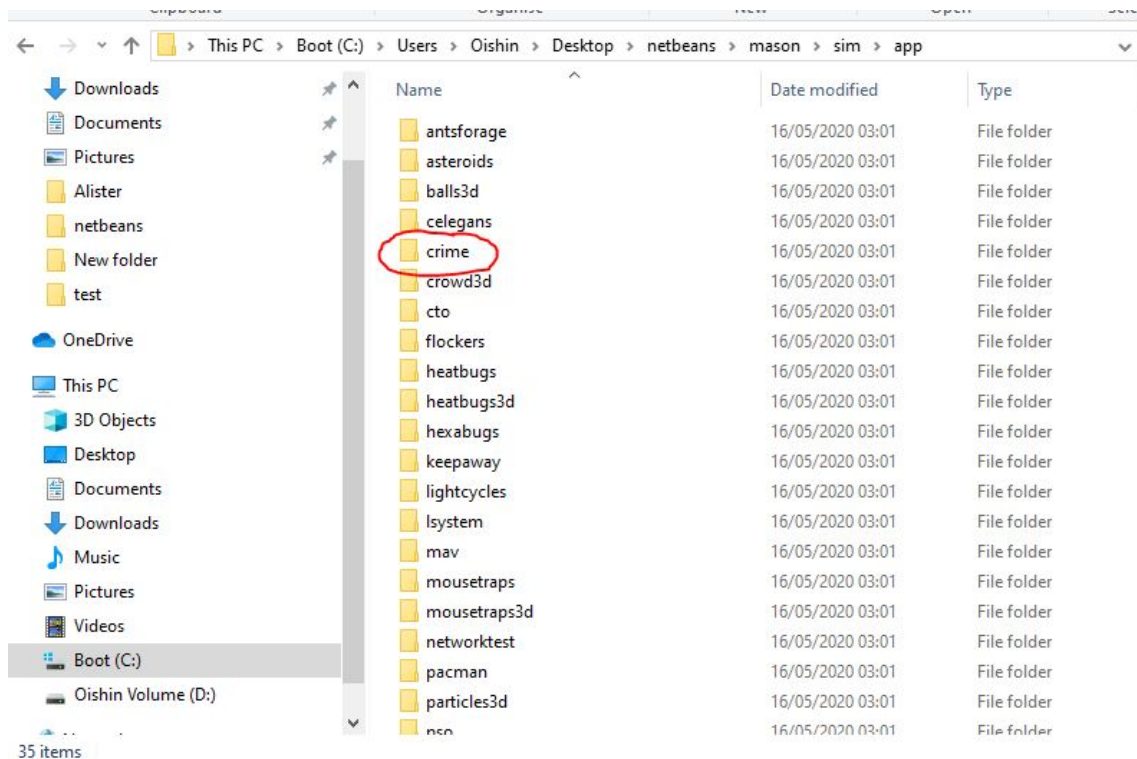 ← → This PC > Boot (C:) > Users > Oishin > Desktop > netbeans > mason > sim > app
Downloads
Documents
Pictures
Alister
netbeans
New folder
test
OneDrive
This PC
3D Objects
Desktop
Documents
Downloads
Music
Pictures
Videos
Boot (C:)
Oishin Volume (D:)
Name Date modified Type
antsforage 16/05/2020 03:01 File folder
asteroids 16/05/2020 03:01 File folder
balls3d 16/05/2020 03:01 File folder
celegans 16/05/2020 03:01 File folder
crime 16/05/2020 03:01 File folder
crowd3d 16/05/2020 03:01 File folder
cto 16/05/2020 03:01 File folder
flockers 16/05/2020 03:01 File folder
heatbugs 16/05/2020 03:01 File folder
heatbugs3d 16/05/2020 03:01 File folder
hexabugs 16/05/2020 03:01 File folder
keepaway 16/05/2020 03:01 File folder
lightcycles 16/05/2020 03:01 File folder
lsystem 16/05/2020 03:01 File folder
mav 16/05/2020 03:01 File folder
mousetraps 16/05/2020 03:01 File folder
mousetraps3d 16/05/2020 03:01 File folder
networktest 16/05/2020 03:01 File folder
pacman 16/05/2020 03:01 File folder
particles3d 16/05/2020 03:01 File folder
pso 16/05/2020 03:01 File folder
35 items